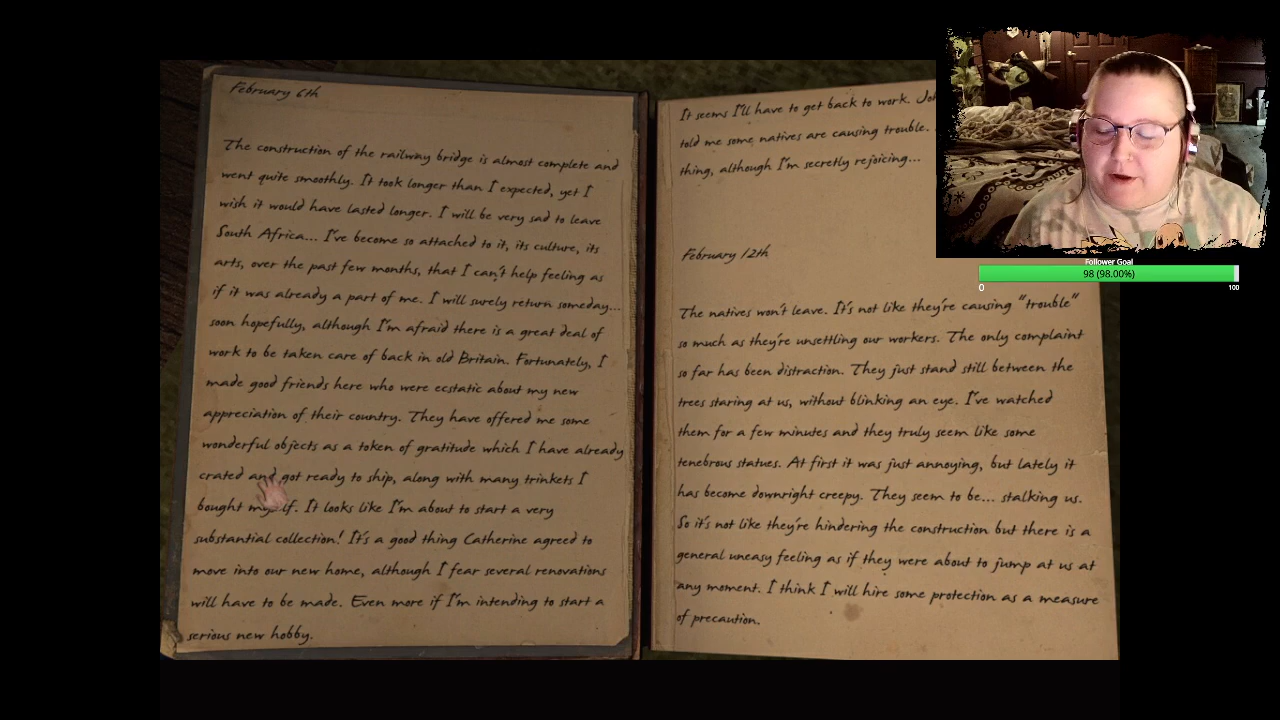 February 6th
The construction of the railway bridge is almost complete and
went quite smoothly. It took longer than I expected, yet I
wish it would have lasted longer. I will be very sad to leave
South Africa... I've become so attached to it, its culture, its
arts, over the past few months, that I can't help feeling as
if it was already a part of me. I will surely return someday...
soon hopefully, although I'm afraid there is a great deal of
work to be taken care of back in old Britain. Fortunately, I
made good friends here who were ecstatic about my new
appreciation of their country. They have offered me some
wonderful objects as a token of gratitude which I have already
crated and got ready to ship, along with many trinkets I
bought myself. It looks like I'm about to start a very
substantial collection! It's a good thing Catherine agreed to
move into our new home, although I fear several renovations
will have to be made. Even more if I'm intending to start a
serious new hobby.
It seems I'll have to get back to work.
told me some natives are causing trouble.
thing, although I'm secretly rejoicing...
February 12th
The natives won't leave. It's not like they're causing "trouble"
so much as they're unsettling our workers. The only complaint
so far has been distraction. They just stand still between the
trees staring at us, without blinking an eye. I've watched
them for a few minutes and they truly seem like some
tenebrous statues. At first it was just annoying, but lately it
has become downright creepy. They seem to be... stalking us.
So it's not like they're hindering the construction but there is a
general uneasy feeling as if they were about to jump at us at
any moment. I think I will hire some protection as a measure
of precaution.
Follower Goal
98 (98.00%)
0 100